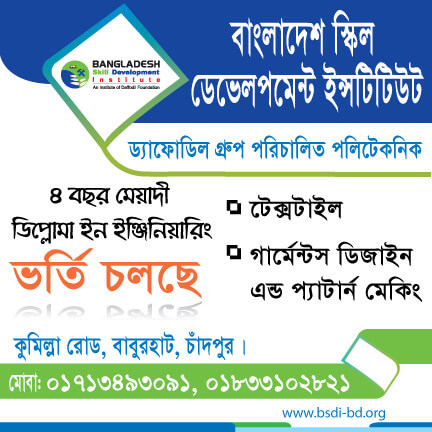 BANGLADESH
Skill Development
Institute
An Institute of Daffodil Foundation
বাংলাদেশ স্কিল
ডেভেলপমেন্ট ইন্সটিটিউট
ড্যাফোডিল গ্রুপ পরিচালিত পলিটেকনিক
৪ বছর মেয়াদী
ডিপ্লোমা ইন ইঞ্জিনিয়ারিং
ভর্তি চলছে
টেক্সটাইল
গার্মেন্টস ডিজাইন
এন্ড প্যাটার্ন মেকিং
কুমিল্লা রোড, বাবুরহাট, চাঁদপুর ।
মোবা: ০১৭১৩৪৯৩০৯১, ০১৮৩৩১০২৮২১
www.bsdi-bd.org